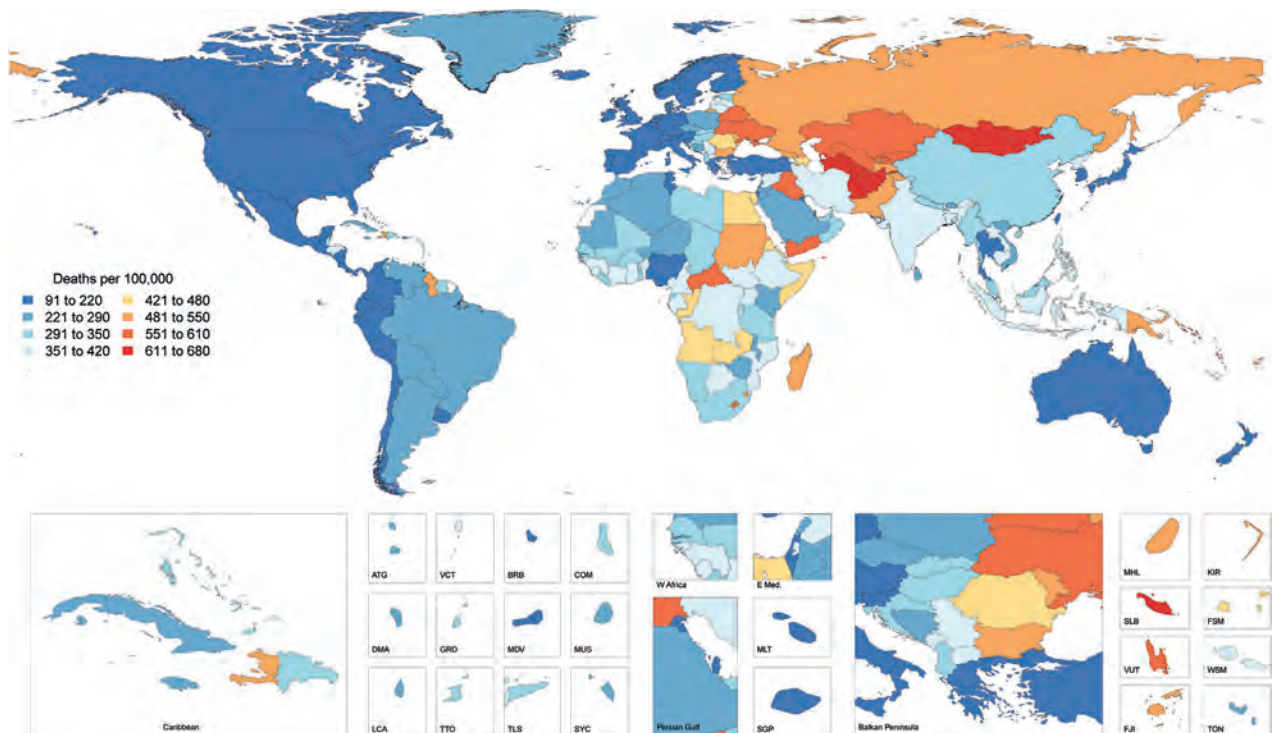 Deaths per 100,000
91 to 220 421 to 480
221 to 290 481 to 550
291 to 350 551 to 610
351 to 420 611 to 680
ATG VCT BRB COM
W Africa E Med.
MHL KIR
DMA GRD MDV MUS
MLT
SLB FSM
VUT WSM
Caribbean
LCA TTO TLS SYC
Persian Gulf
SGP
Balkan Peninsula
FJI TON